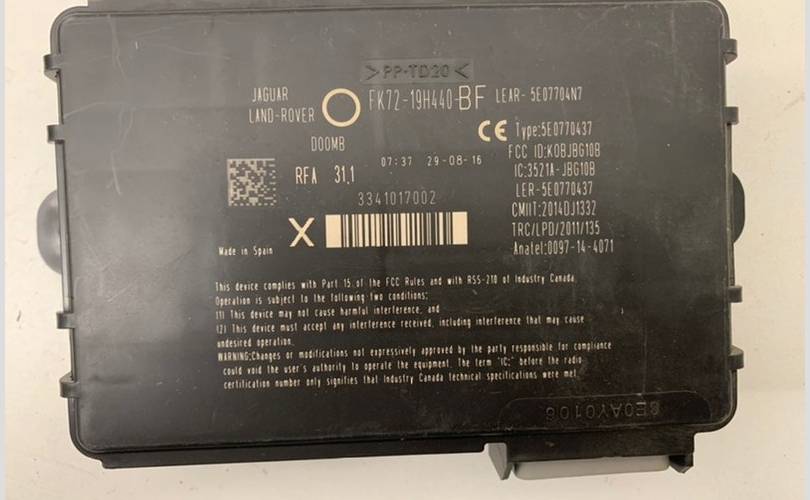 >PP-TD20<
JAGUAR
LAND-ROVER
FK72-19H440-BF
LEAR- 5E07704N7
D00MB
CE Type:5E0770437
FCC ID:KOBJBG10B
IC:3521A-JBG10B
LER-5E0770437
CMIIT:2014DJ1332
TRC/LPD/2011/135
Anatel:0097-14-4071
07:37 29-08-16
RFA 31.1
3341017002
X
Made in Spain
This device complies with Part 15 of the FCC Rules and with RSS-210 of Industry Canada.
Operation is subject to the following two conditions:
(1) This device may not cause harmful interference, and
(2) This device must accept any interference received, including interference that may cause
undesired operation.
WARNING:Changes or modifications not expressively approved by the party responsible for compliance
could void the user's authority to operate the equipment. The term "IC:" before the radio
certification number only signifies that Industry Canada technical specifications were met.